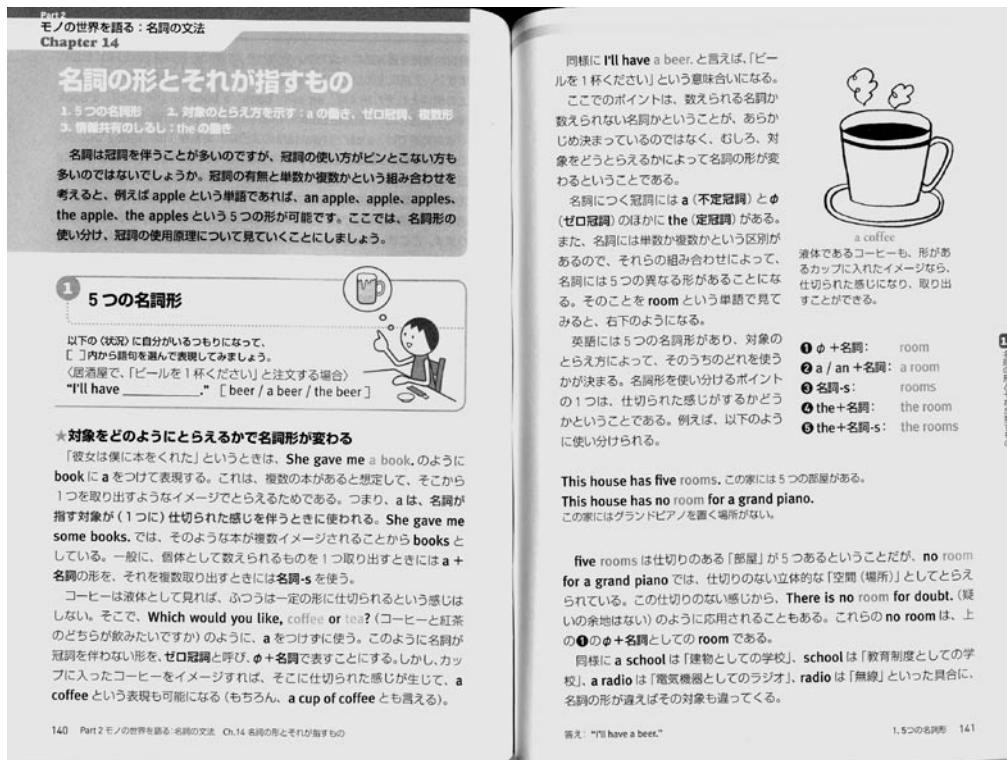 Part 2
モノの世界を語る：名詞の文法
Chapter 14
名詞の形とそれが指すもの
1. 5つの名詞形　2. 対象のとらえ方を示す：a の働き、ゼロ冠詞、複数形
3. 情報共有のしるし：the の働き
名詞は冠詞を伴うことが多いのですが、冠詞の使い方がピンとこない方も
多いのではないでしょうか。冠詞の有無と単数か複数かという組み合わせを
考えると、例えば apple という単語であれば、an apple、apple、apples、
the apple、the apples という 5 つの形が可能です。ここでは、名詞形の
使い分け、冠詞の使用原理について見ていくことにしましょう。
1
5 つの名詞形
以下の〈状況〉に自分がいるつもりになって、
[　] 内から語句を選んで表現してみましょう。
〈居酒屋で、「ビールを 1 杯ください」と注文する場合〉
"I'll have ____________."　[ beer / a beer / the beer ]
★対象をどのようにとらえるかで名詞形が変わる
「彼女は僕に本をくれた」というときは、She gave me a book. のように
book に a をつけて表現する。これは、複数の本があると想定して、そこから
1つを取り出すようなイメージでとらえるためである。つまり、a は、名詞が
指す対象が（1つに）仕切られた感じを伴うときに使われる。She gave me
some books. では、そのような本が複数イメージされることから books と
している。一般に、個体として数えられるものを 1 つ取り出すときには a＋
名詞の形を、それを複数取り出すときには名詞-s を使う。
コーヒーは液体として見れば、ふつうは一定の形に仕切られるという感じは
しない。そこで、Which would you like, coffee or tea?（コーヒーと紅茶
のどちらが飲みたいですか）のように、a をつけずに使う。このように名詞が
冠詞を伴わない形を、ゼロ冠詞と呼び、φ＋名詞で表すことにする。しかし、カッ
プに入ったコーヒーをイメージすれば、そこに仕切られた感じが生じて、a
coffee という表現も可能になる（もちろん、a cup of coffee とも言える）。
140　Part 2 モノの世界を語る：名詞の文法　Ch.14 名詞の形とそれが指すもの
同様に I'll have a beer. と言えば、「ビー
ルを 1 杯ください」という意味合いになる。
ここでのポイントは、数えられる名詞か
数えられない名詞かということが、あらか
じめ決まっているのではなく、むしろ、対
象をどうとらえるかによって名詞の形が変
わるということである。
名詞につく冠詞には a（不定冠詞）とφ
（ゼロ冠詞）のほかに the（定冠詞）がある。
また、名詞には単数か複数かという区別が
あるので、それらの組み合わせによって、
名詞には 5 つの異なる形があることにな
る。そのことを room という単語で見て
みると、右下のようになる。
英語には 5 つの名詞形があり、対象の
とらえ方によって、そのうちのどれを使う
かが決まる。名詞形を使い分けるポイント
の 1 つは、仕切られた感じがするかどう
かということである。例えば、以下のよう
に使い分けられる。
a coffee
液体であるコーヒーも、形があ
るカップに入れたイメージなら、
仕切られた感じになり、取り出
すことができる。
❶ φ＋名詞：　room
❷ a / an＋名詞：a room
❸ 名詞-s：　rooms
❹ the＋名詞：　the room
❺ the＋名詞-s：　the rooms
This house has five rooms. この家には 5 つの部屋がある。
This house has no room for a grand piano.
この家にはグランドピアノを置く場所がない。
five rooms は仕切りのある「部屋」が 5 つあるということだが、no room
for a grand piano では、仕切りのない立体的な「空間（場所）」としてとらえ
られている。この仕切りのない感じから、There is no room for doubt.（疑
いの余地はない）のように応用されることもある。これらの no room は、上
の❶のφ＋名詞としての room である。
同様に a school は「建物としての学校」、school は「教育制度としての学
校」、a radio は「電気機器としてのラジオ」、radio は「無線」といった具合に、
名詞の形が違えばその対象も違ってくる。
答え："I'll have a beer."
1. 5つの名詞形　141